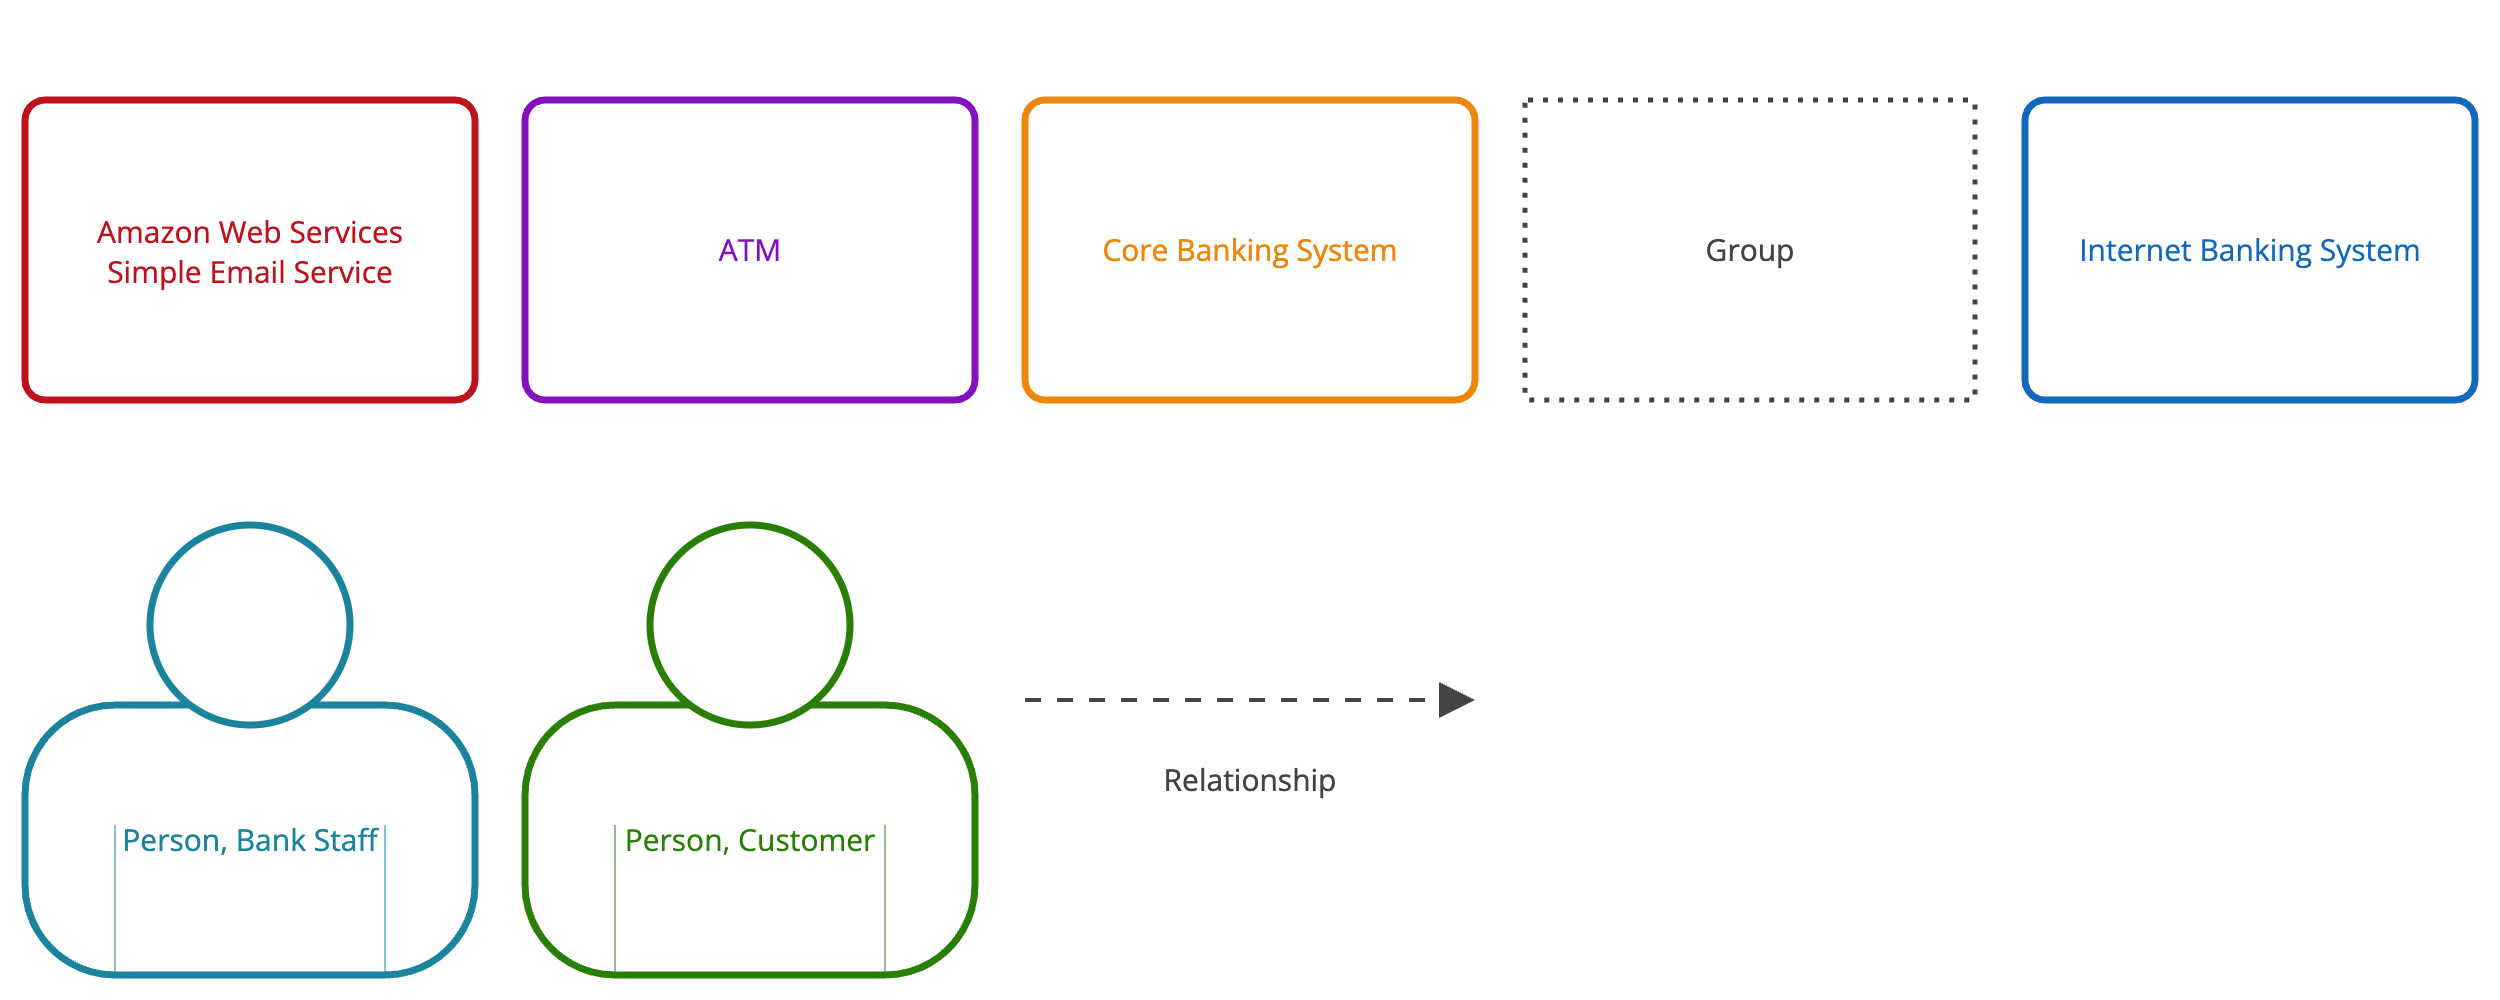 Amazon Web Services
Simple Email Service
ATM
Core Banking System
Group
Internet Banking System
Person, Bank Staff
Person, Customer
Relationship